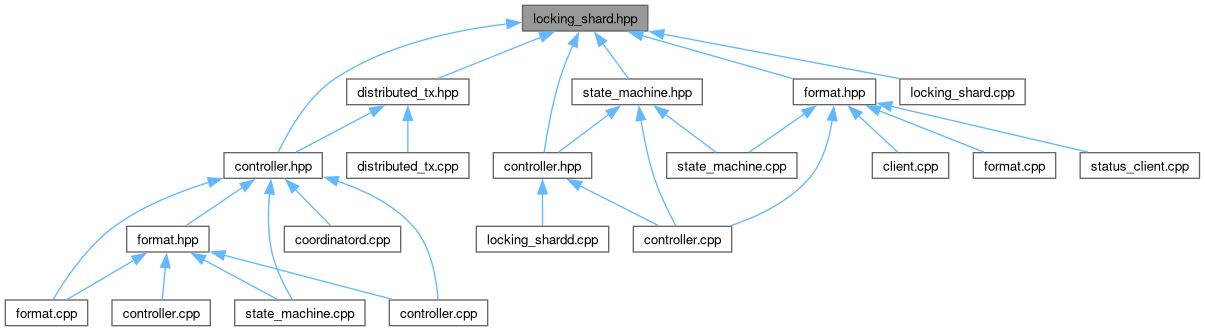 locking_shard.hpp
distributed_tx.hpp
state_machine.hpp
format.hpp
locking_shard.cpp
controller.hpp
distributed_tx.cpp
controller.hpp
state_machine.cpp
client.cpp
format.cpp
status_client.cpp
format.hpp
coordinatord.cpp
locking_shardd.cpp
controller.cpp
format.cpp
controller.cpp
state_machine.cpp
controller.cpp